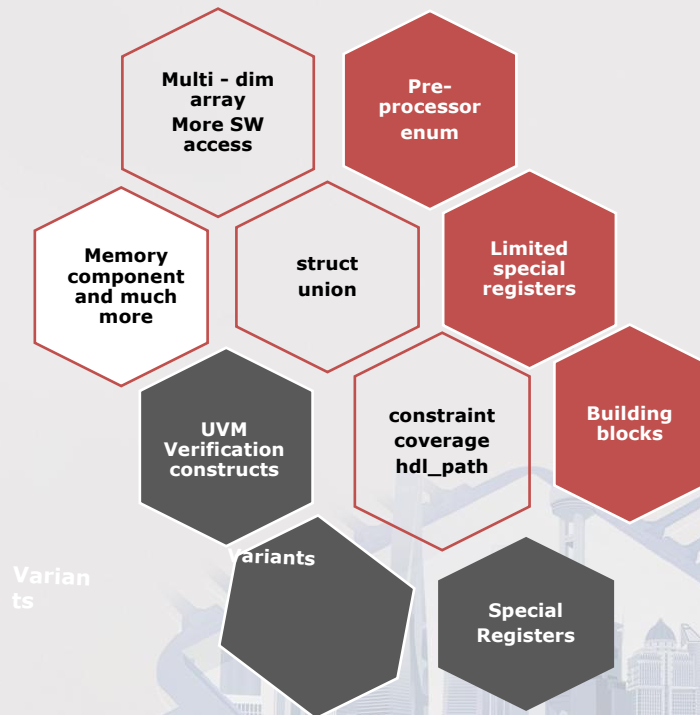 Multi - dim
array
More SW
access
Pre-
processor
enum
Memory
component
and much
more
struct
union
Limited
special
registers
UVM
Verification
constructs
constraint
coverage
hdl_path
Building
blocks
Variants
Varian
ts
Special
Registers